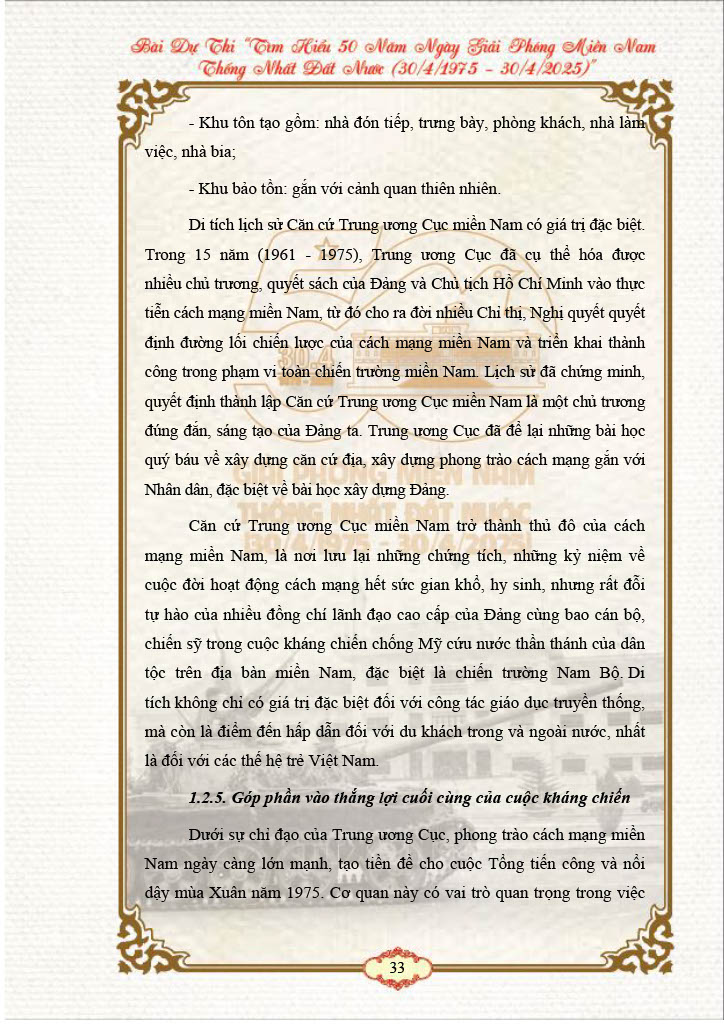 Bài Dự Thi "Tìm Hiểu 50 Năm Ngày Giải Phóng Miền Nam
Thống Nhất Đất Nước (30/4/1975 - 30/4/2025)"
- Khu tôn tạo gồm: nhà đón tiếp, trưng bày, phòng khách, nhà làm
việc, nhà bia;
- Khu bảo tồn: gắn với cảnh quan thiên nhiên.
Di tích lịch sử Căn cứ Trung ương Cục miền Nam có giá trị đặc biệt.
Trong 15 năm (1961 - 1975), Trung ương Cục đã cụ thể hóa được
nhiều chủ trương, quyết sách của Đảng và Chủ tịch Hồ Chí Minh vào thực
tiễn cách mạng miền Nam, từ đó cho ra đời nhiều Chỉ thị, Nghị quyết quyết
định đường lối chiến lược của cách mạng miền Nam và triển khai thành
công trong phạm vi toàn chiến trường miền Nam. Lịch sử đã chứng minh,
quyết định thành lập Căn cứ Trung ương Cục miền Nam là một chủ trương
đúng đắn, sáng tạo của Đảng ta. Trung ương Cục đã để lại những bài học
quý báu về xây dựng căn cứ địa, xây dựng phong trào cách mạng gắn với
Nhân dân, đặc biệt về bài học xây dựng Đảng.
Căn cứ Trung ương Cục miền Nam trở thành thủ đô của cách
mạng miền Nam, là nơi lưu lại những chứng tích, những kỷ niệm về
cuộc đời hoạt động cách mạng hết sức gian khổ, hy sinh, nhưng rất đỗi
tự hào của nhiều đồng chí lãnh đạo cao cấp của Đảng cùng bao cán bộ,
chiến sỹ trong cuộc kháng chiến chống Mỹ cứu nước thần thánh của dân
tộc trên địa bàn miền Nam, đặc biệt là chiến trường Nam Bộ. Di
tích không chỉ có giá trị đặc biệt đối với công tác giáo dục truyền thống,
mà còn là điểm đến hấp dẫn đối với du khách trong và ngoài nước, nhất
là đối với các thế hệ trẻ Việt Nam.
1.2.5. Góp phần vào thắng lợi cuối cùng của cuộc kháng chiến
Dưới sự chỉ đạo của Trung ương Cục, phong trào cách mạng miền
Nam ngày càng lớn mạnh, tạo tiền đề cho cuộc Tổng tiến công và nổi
dậy mùa Xuân năm 1975. Cơ quan này có vai trò quan trọng trong việc
30.4
GIẢI PHÓNG MIỀN NAM
THỐNG NHẤT ĐẤT NƯỚC
(30/4/1975 - 30/4/2025)
33